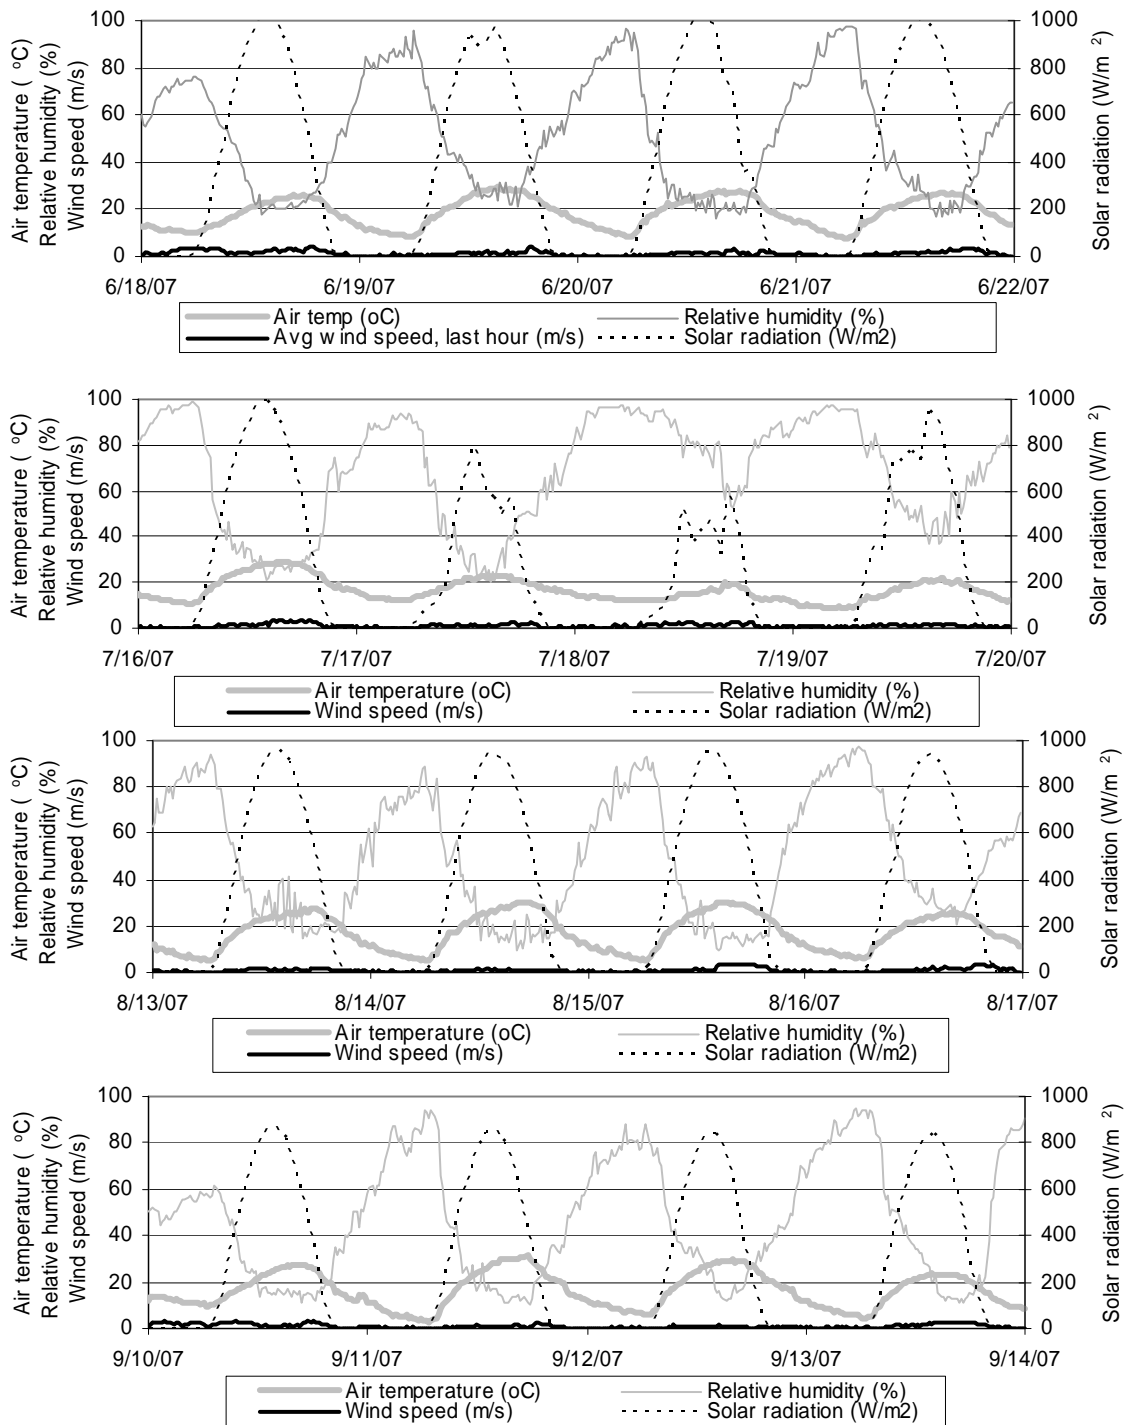 100
80
60
40
20
0
Air temperature ( ºC)
Relative humidity (%)
Wind speed (m/s)
1000
800
600
400
200
0
Solar radiation (W/m ²)
6/18/07 6/19/07 6/20/07 6/21/07 6/22/07
Air temp (oC) Relative humidity (%)
Avg wind speed, last hour (m/s) Solar radiation (W/m2)
100
80
60
40
20
0
Air temperature ( ºC)
Relative humidity (%)
Wind speed (m/s)
1000
800
600
400
200
0
Solar radiation (W/m ²)
7/16/07 7/17/07 7/18/07 7/19/07 7/20/07
Air temperature (oC) Relative humidity (%)
Wind speed (m/s) Solar radiation (W/m2)
100
80
60
40
20
0
Air temperature ( ºC)
Relative humidity (%)
Wind speed (m/s)
1000
800
600
400
200
0
Solar radiation (W/m ²)
8/13/07 8/14/07 8/15/07 8/16/07 8/17/07
Air temperature (oC) Relative humidity (%)
Wind speed (m/s) Solar radiation (W/m2)
100
80
60
40
20
0
Air temperature ( ºC)
Relative humidity (%)
Wind speed (m/s)
1000
800
600
400
200
0
Solar radiation (W/m ²)
9/10/07 9/11/07 9/12/07 9/13/07 9/14/07
Air temperature (oC) Relative humidity (%)
Wind speed (m/s) Solar radiation (W/m2)